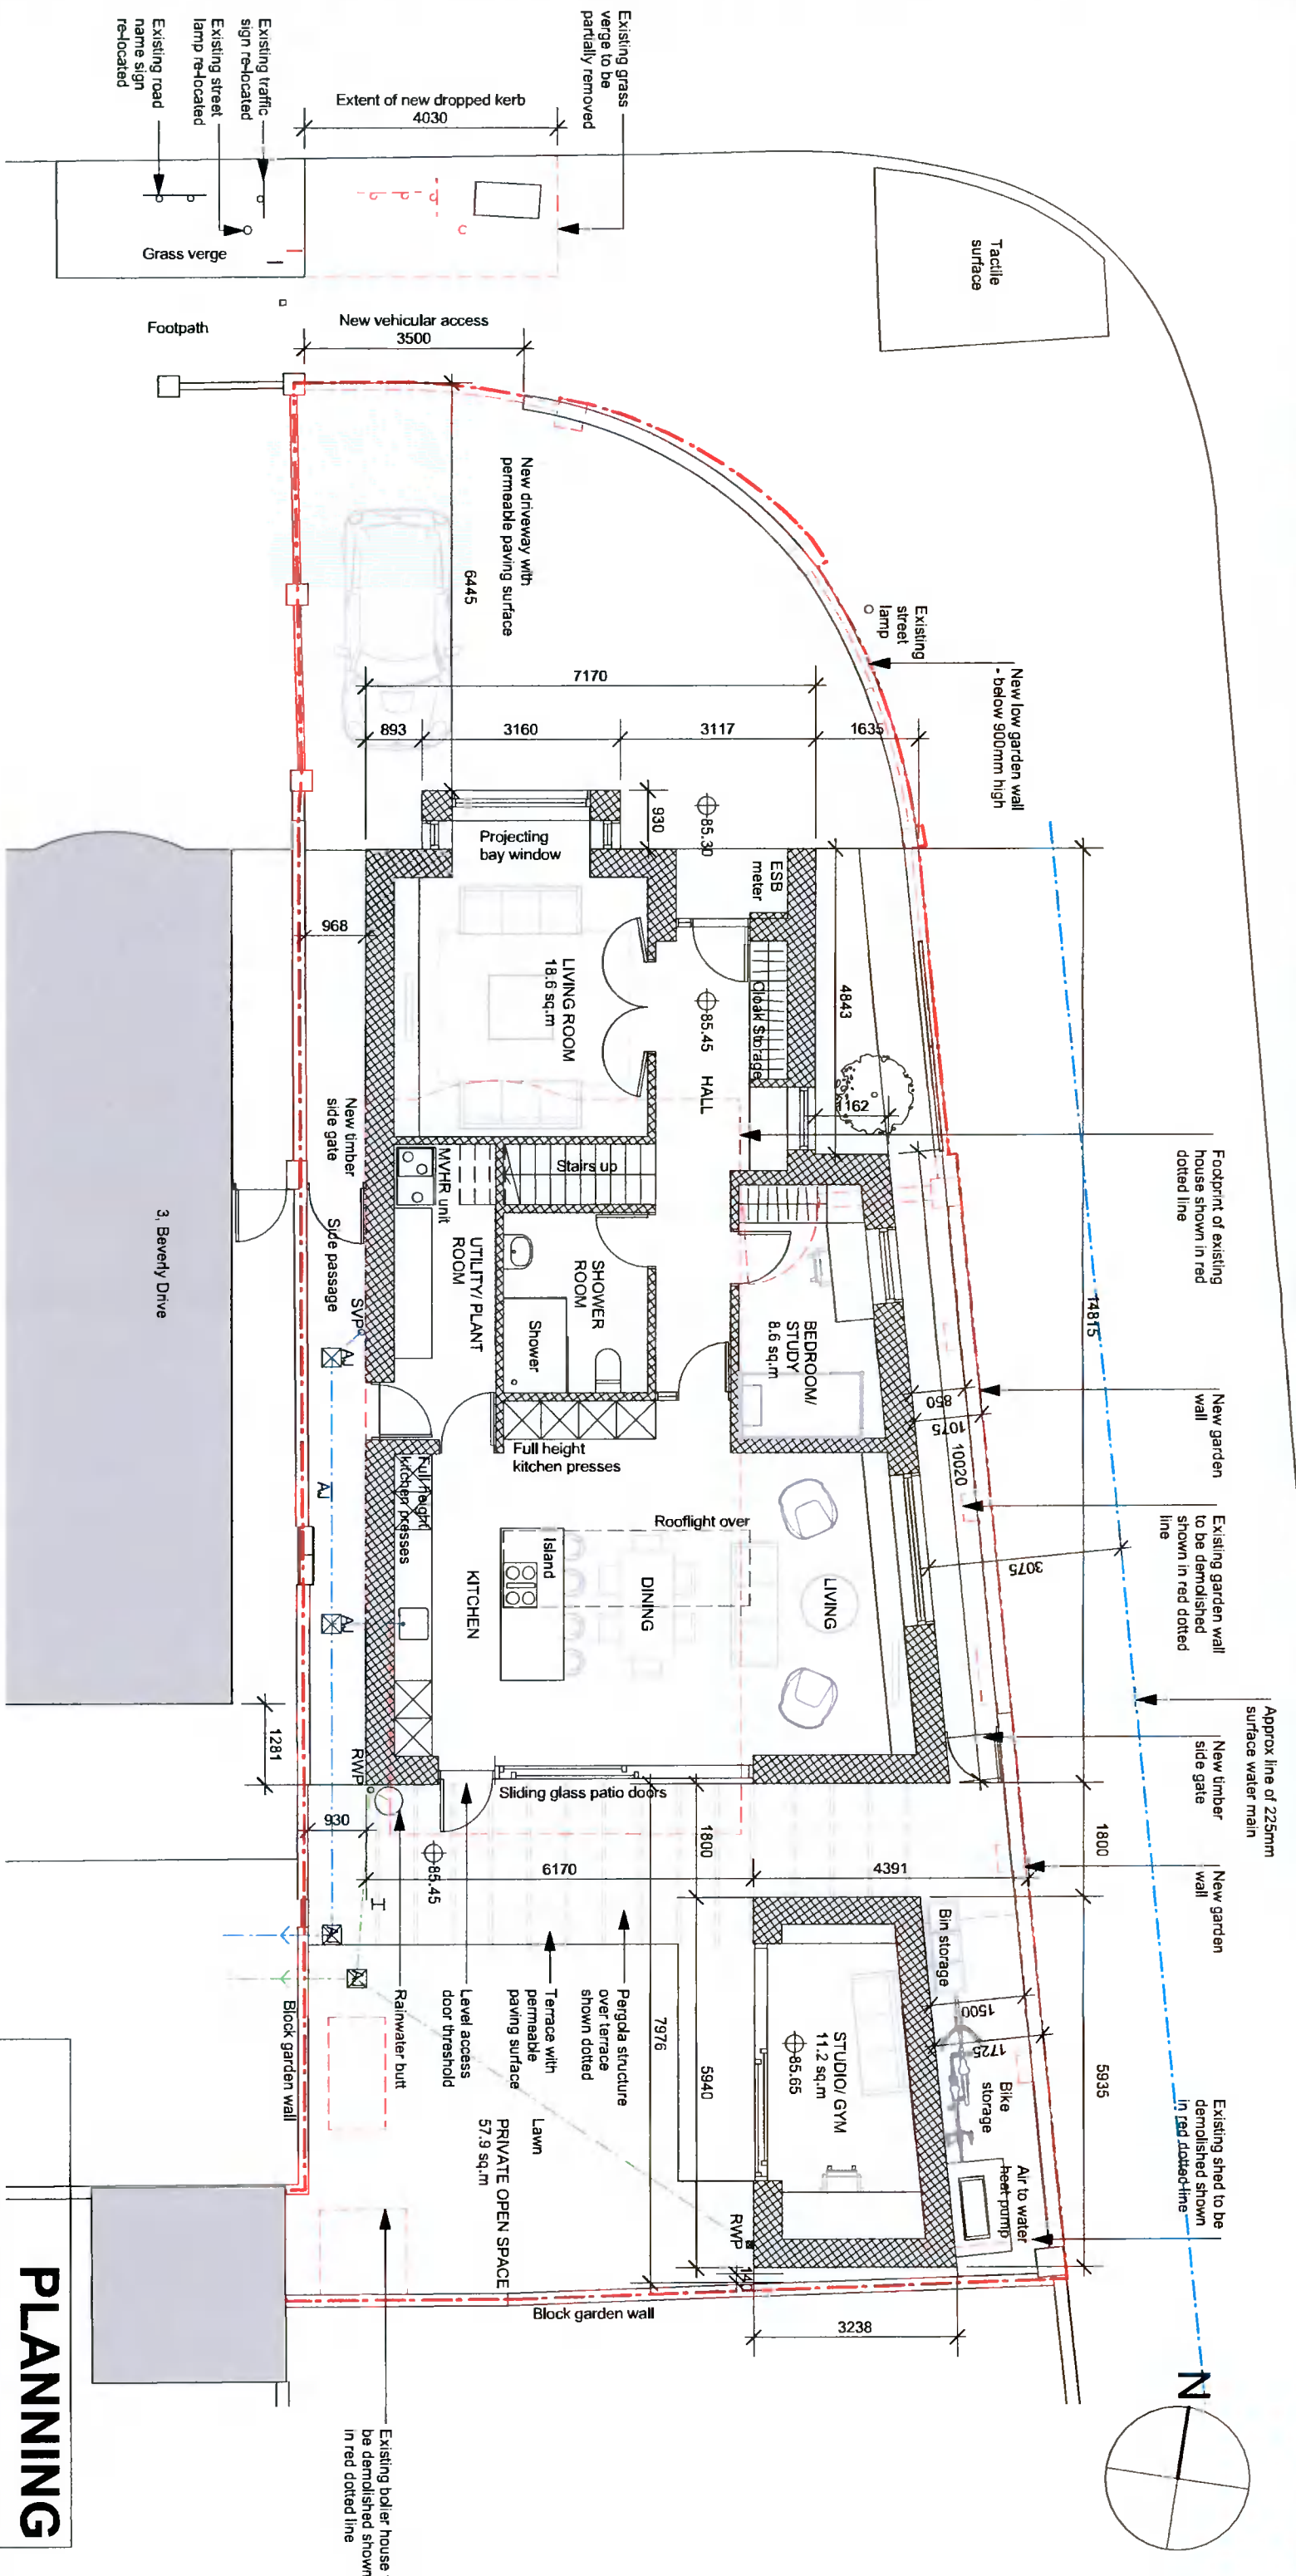 Existing grass
verge to be
partially removed
Existing traffic
sign re-located
Existing street
lamp re-located
Existing road
name sign
re-located
Extent of new dropped kerb
4030
Grass verge
Footpath
New vehicular access
3500
Tactile
surface
New driveway with
permeable paving surface
6445
Existing
street
lamp
New low garden wall
- below 900mm high
7170
893
3160
3117
1635
930
85.30
Projecting
bay window
ESB
meter
968
LIVING ROOM
18.6 sq.m
85.45
HALL
Cloak Storage
4843
1162
14815
Footprint of existing
house shown in red
dotted line
New timber
side gate
Side passage
3, Beverly Drive
SVP
AJ
MVHR unit
UTILITY/ PLANT
ROOM
Stairs up
SHOWER
ROOM
Shower
BEDROOM/
STUDY
8.6 sq.m
850
1075
10020
New garden
wall
Existing garden wall
to be demolished
shown in red dotted
line
3075
Full height
kitchen presses
Full height
kitchen presses
AJ
AJ
Rooflight over
Island
KITCHEN
DINING
LIVING
Approx line of 225mm
surface water main
New timber
side gate
1281
RWP
930
Sliding glass patio doors
1800
1800
85.45
6170
4391
New garden
wall
AJ
AJ
Rainwater butt
Level access
door threshold
Terrace with
permeable
paving surface
Pergola structure
over terrace
shown dotted
Lawn
PRIVATE OPEN SPACE
57.9 sq.m
Block garden wall
7976
5940
5935
Bin storage
1500
1725
STUDIO/ GYM
11.2 sq.m
85.65
Bike
storage
Air to water
heat pump
Existing shed to be
demolished shown
in red dotted line
RWP
140
3238
Block garden wall
Existing bolier house
be demolished shown
in red dotted line
N
PLANNING